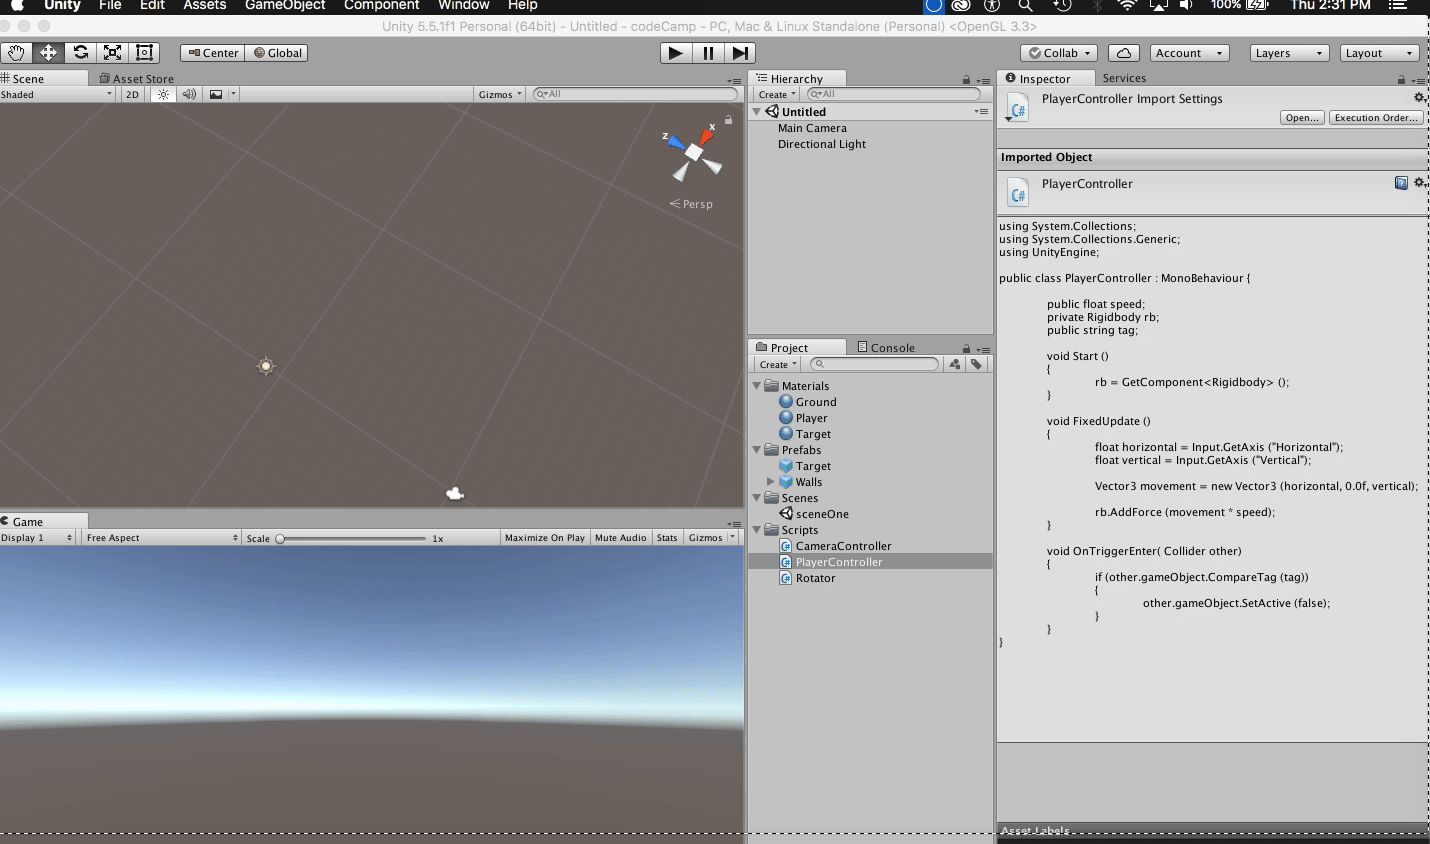 Unity File Edit Assets GameObject Component Window Help 100% Thu 2:31 PM
Unity 5.5.1f1 Personal (64bit) - Untitled - codeCamp - PC, Mac & Linux Standalone (Personal) <OpenGL 3.3>
Center Global Collab Account Layers Layout
Scene Asset Store
Shaded 2D Gizmos All
x
z
Persp
Hierarchy
Create All
Untitled
Main Camera
Directional Light
Game
Display 1 Free Aspect Scale 1x Maximize On Play Mute Audio Stats Gizmos
Project Console
Create
Materials
Ground
Player
Target
Prefabs
Target
Walls
Scenes
sceneOne
Scripts
CameraController
PlayerController
Rotator
Inspector Services
C#
PlayerController Import Settings
Open... Execution Order...
Imported Object
C#
PlayerController
using System.Collections;
using System.Collections.Generic;
using UnityEngine;
public class PlayerController : MonoBehaviour {
public float speed;
private Rigidbody rb;
public string tag;
void Start ()
{
rb = GetComponent<Rigidbody> ();
}
void FixedUpdate ()
{
float horizontal = Input.GetAxis ("Horizontal");
float vertical = Input.GetAxis ("Vertical");
Vector3 movement = new Vector3 (horizontal, 0.0f, vertical);
rb.AddForce (movement * speed);
}
void OnTriggerEnter( Collider other)
{
if (other.gameObject.CompareTag (tag))
{
other.gameObject.SetActive (false);
}
}
}
Asset Labels